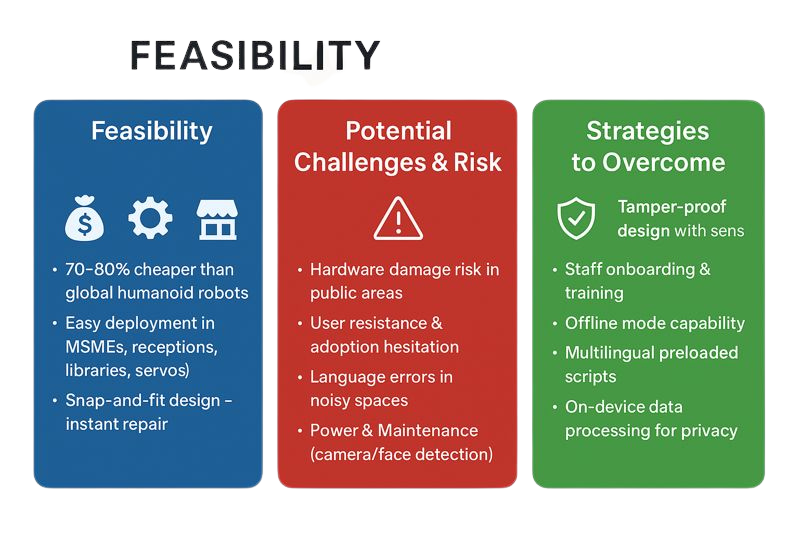 FEASIBILITY
Feasibility
$
• 70–80% cheaper than
global humanoid robots
• Easy deployment in
MSMEs, receptions,
libraries, servos)
• Snap-and-fit design –
instant repair
Potential
Challenges & Risk
!
• Hardware damage risk in
public areas
• User resistance &
adoption hesitation
• Language errors in
noisy spaces
• Power & Maintenance
(camera/face detection)
Strategies
to Overcome
Tamper-proof
design with sens
• Staff onboarding &
training
• Offline mode capability
• Multilingual preloaded
scripts
• On-device data
processing for privacy